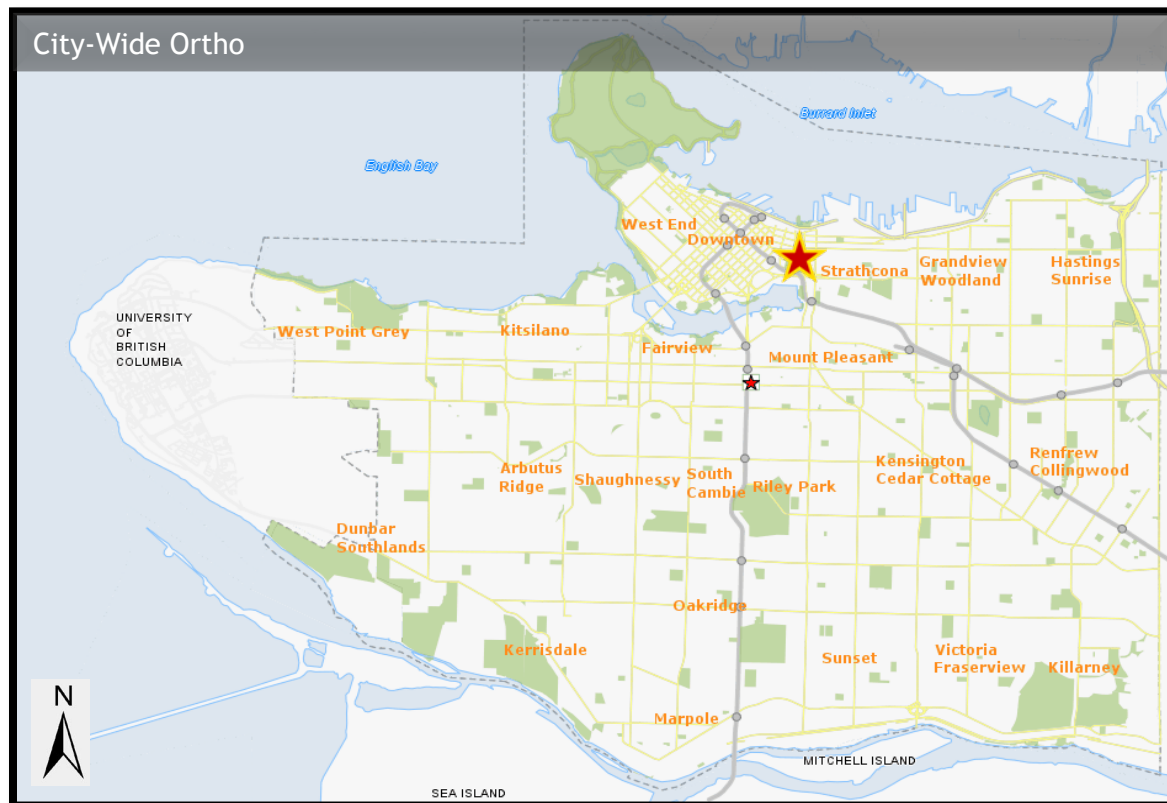 City-Wide Ortho
Burrard Inlet
English Bay
West End
Downtown
Strathcona
Grandview
Woodland
Hastings
Sunrise
UNIVERSITY
OF
BRITISH
COLUMBIA
West Point Grey
Kitsilano
Fairview
Mount Pleasant
Arbutus
Ridge
Shaughnessy
South
Cambie
Riley Park
Kensington
Cedar Cottage
Renfrew
Collingwood
Dunbar
Southlands
Oakridge
Kerrisdale
Sunset
Victoria
Fraserview
Killarney
N
Marpole
MITCHELL ISLAND
SEA ISLAND